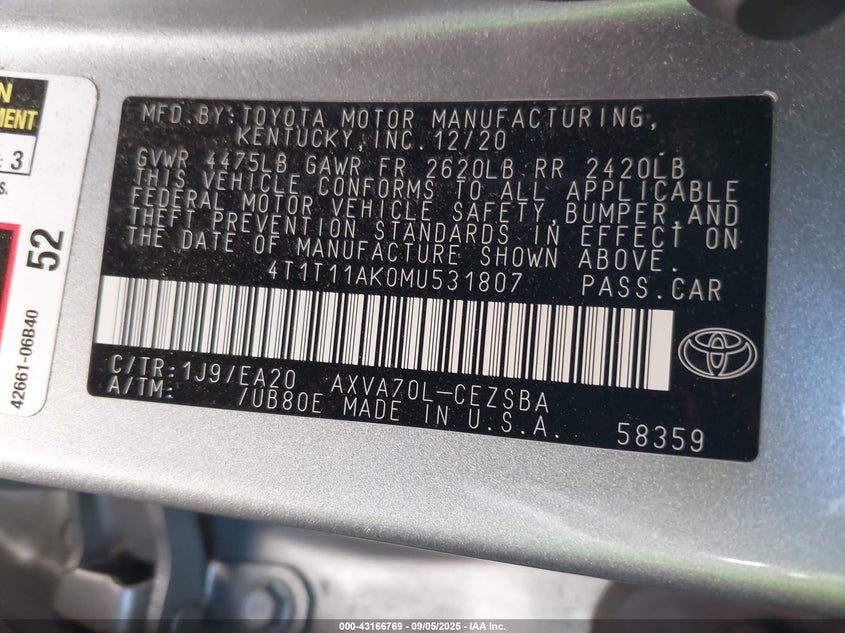 N
MENT
: 3
S.
52
42661-06B40
MFD.BY:TOYOTA MOTOR MANUFACTURING,
KENTUCKY, INC. 12/20
GVWR 4475LB GAWR FR 2620LB RR 2420LB
THIS VEHICLE CONFORMS TO ALL APPLICABLE
FEDERAL MOTOR VEHICLE SAFETY,BUMPER,AND
THEFT PREVENTION STANDARDS IN EFFECT ON
THE DATE OF MANUFACTURE SHOWN ABOVE.
4T1T11AK0MU531807 PASS.CAR
C/TR:1J9/EA20 AXVA70L-CEZSBA
A/TM: /UB80E MADE IN U.S.A.
58359
000-43166769 - 09/05/2025 - IAA Inc.